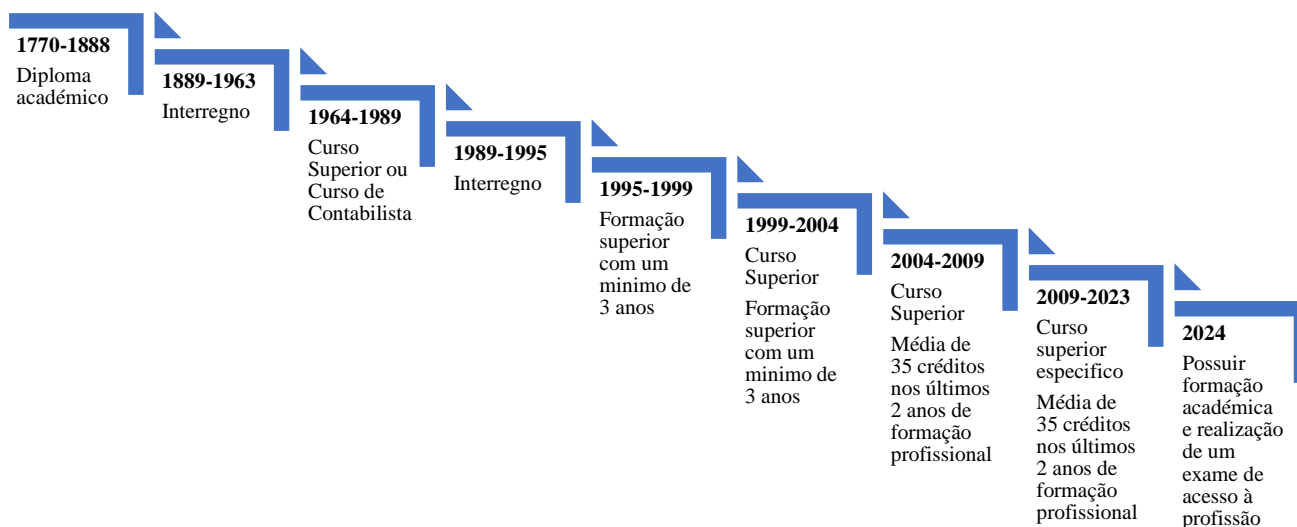 1770-1888
Diploma
académico
1889-1963
Interregno
1964-1989
Curso
Superior ou
Curso de
Contabilista
1989-1995
Interregno
1995-1999
Formação
superior
com um
minimo de
3 anos
1999-2004
Curso
Superior
Formação
superior
com um
minimo de
3 anos
2004-2009
Curso
Superior
Média de
35 créditos
nos últimos
2 anos de
formação
profissional
2009-2023
Curso
superior
especifico
Média de
35 créditos
nos últimos
2 anos de
formação
profissional
2024
Possuir
formação
académica
e realização
de um
exame de
acesso à
profissão